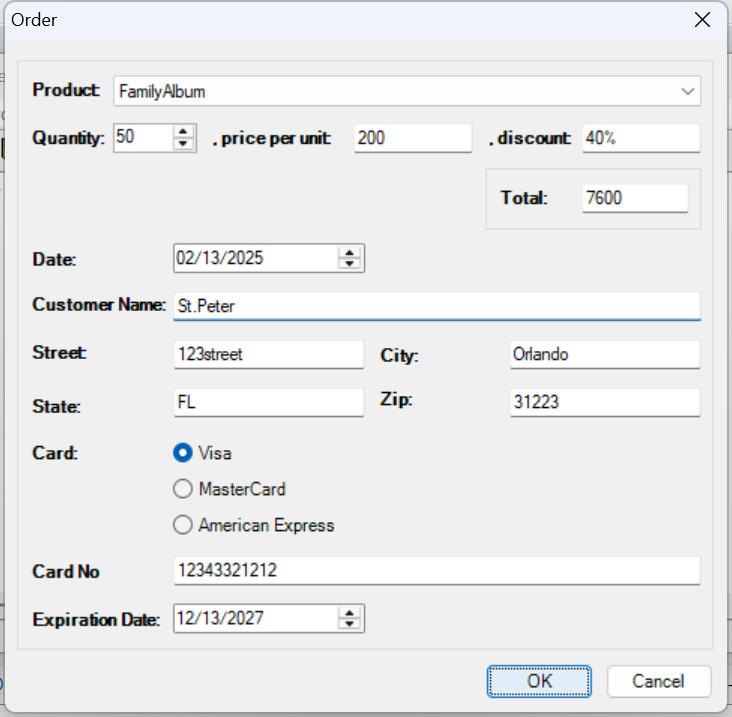 Order
Product: FamilyAlbum
Quantity: 50 , price per unit: 200 , discount: 40%
Total: 7600
Date: 02/13/2025
Customer Name: St.Peter
Street: 123street City: Orlando
State: FL Zip: 31223
Card: Visa
MasterCard
American Express
Card No 12343321212
Expiration Date: 12/13/2027
OK Cancel